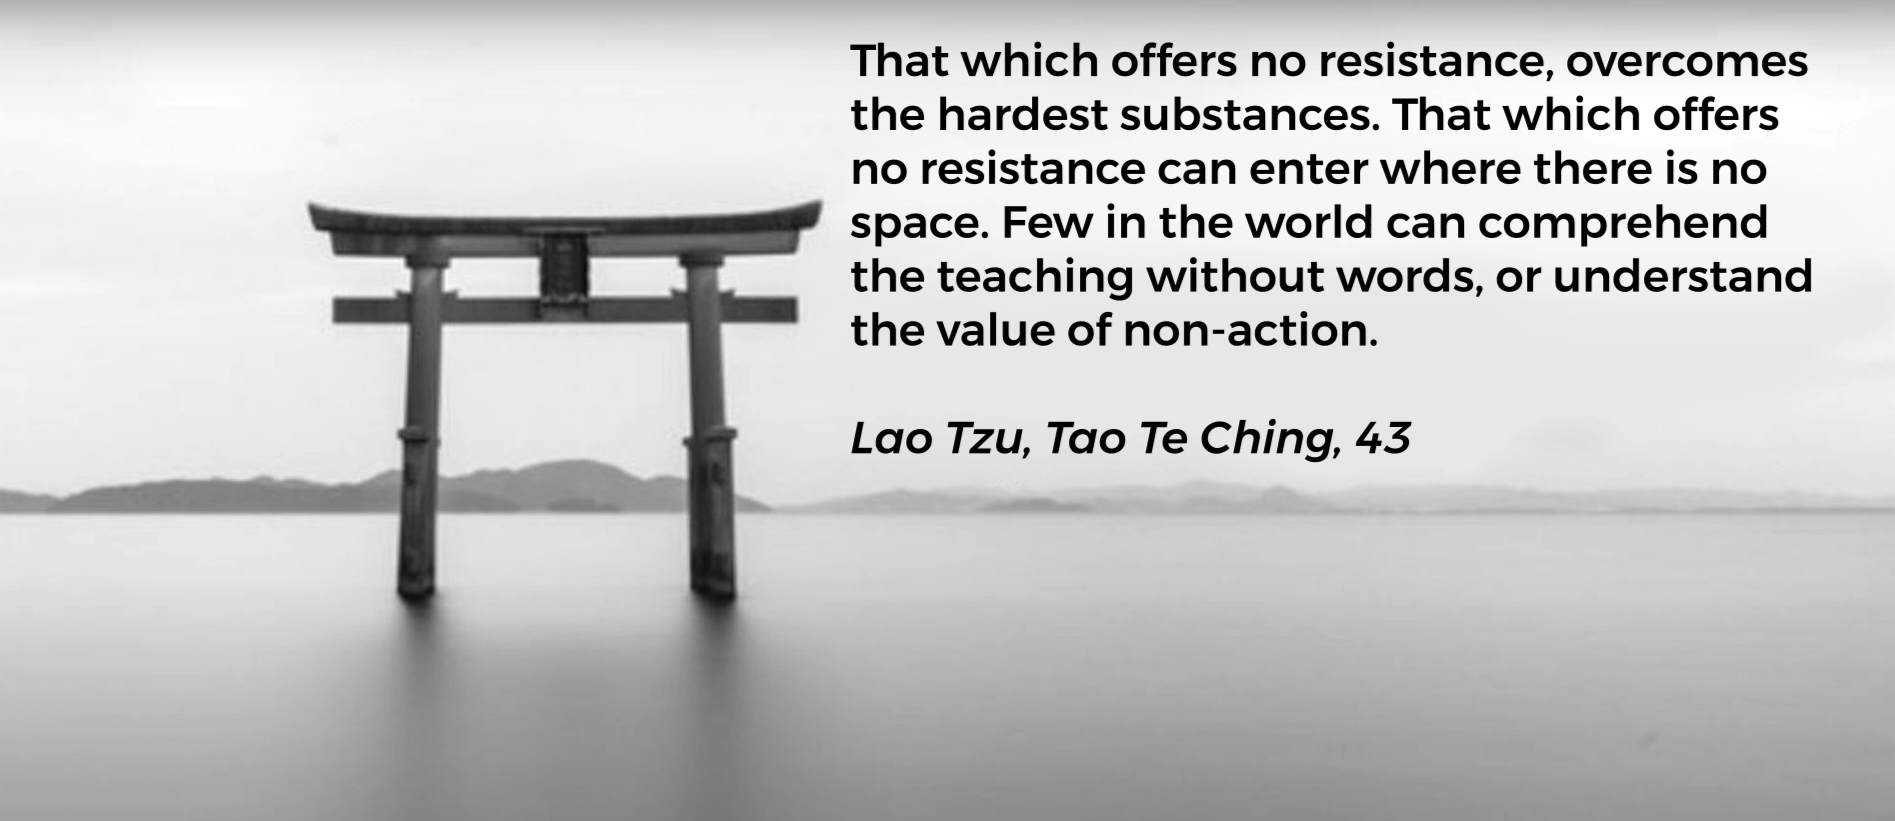 That which offers no resistance, overcomes
the hardest substances. That which offers
no resistance can enter where there is no
space. Few in the world can comprehend
the teaching without words, or understand
the value of non-action.
Lao Tzu, Tao Te Ching, 43